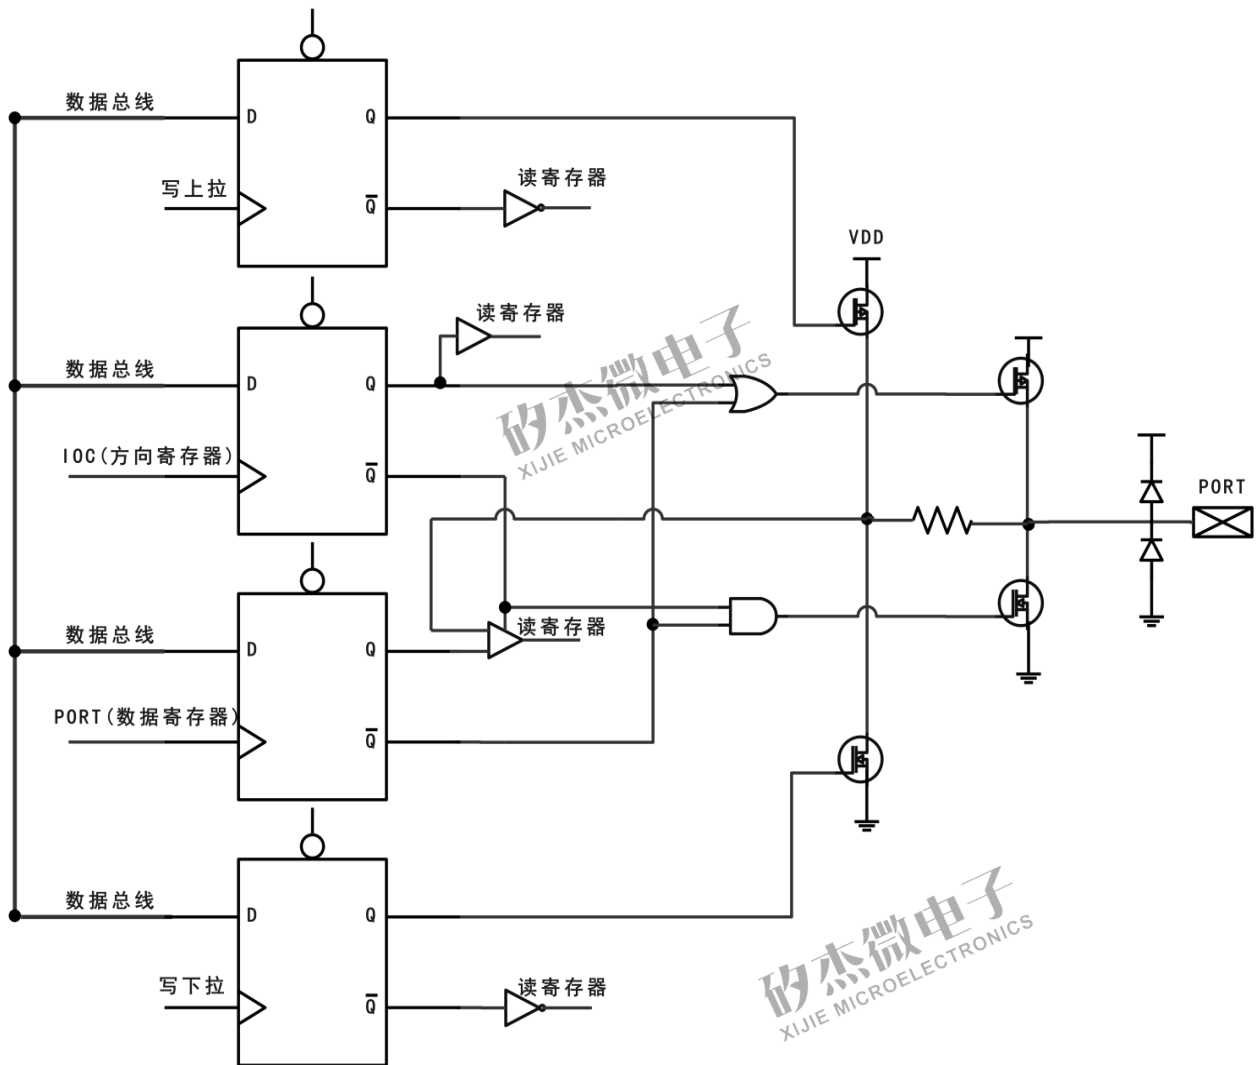 数据总线
D
Q
写上拉
Q
读寄存器
VDD
读寄存器
数据总线
D
Q
IOC(方向寄存器)
Q
PORT
数据总线
D
Q
读寄存器
PORT(数据寄存器)
Q
数据总线
D
Q
写下拉
Q
读寄存器
矽杰微电子
XIJIE MICROELECTRONICS
矽杰微电子
XIJIE MICROELECTRONICS